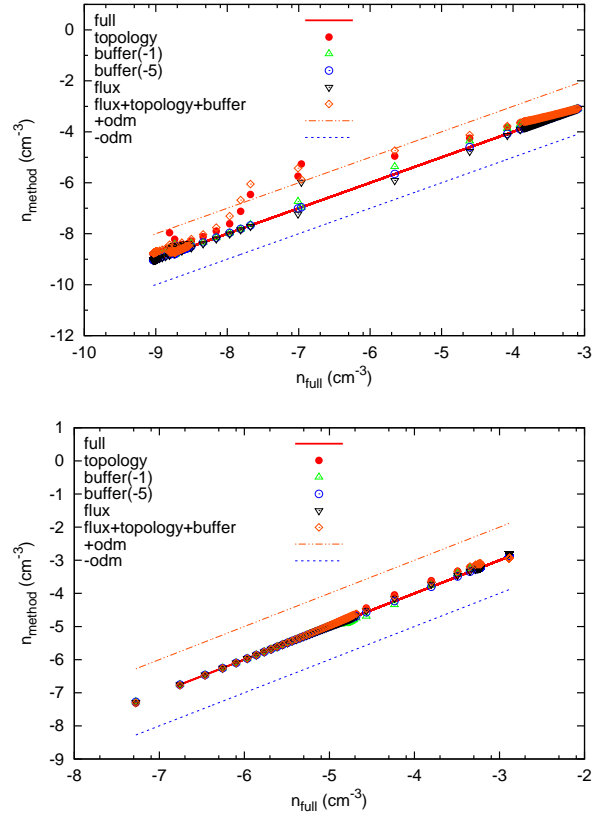 full
topology
buffer(-1)
buffer(-5)
flux
flux+topology+buffer
+odm
-odm
0
-2
-4
-6
-8
-10
-12
n_method (cm^-3)
-10 -9 -8 -7 -6 -5 -4 -3
n_full (cm^-3)
full
topology
buffer(-1)
buffer(-5)
flux
flux+topology+buffer
+odm
-odm
1
0
-1
-2
-3
-4
-5
-6
-7
-8
-9
n_method (cm^-3)
-8 -7 -6 -5 -4 -3 -2
n_full (cm^-3)